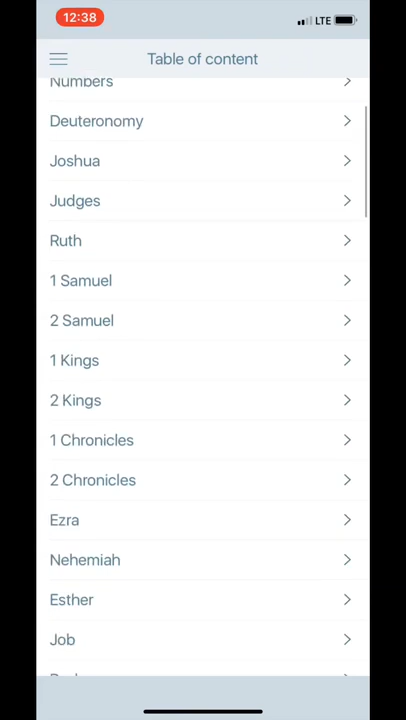 12:38
LTE
Table of content
Numbers
Deuteronomy
Joshua
Judges
Ruth
1 Samuel
2 Samuel
1 Kings
2 Kings
1 Chronicles
2 Chronicles
Ezra
Nehemiah
Esther
Job